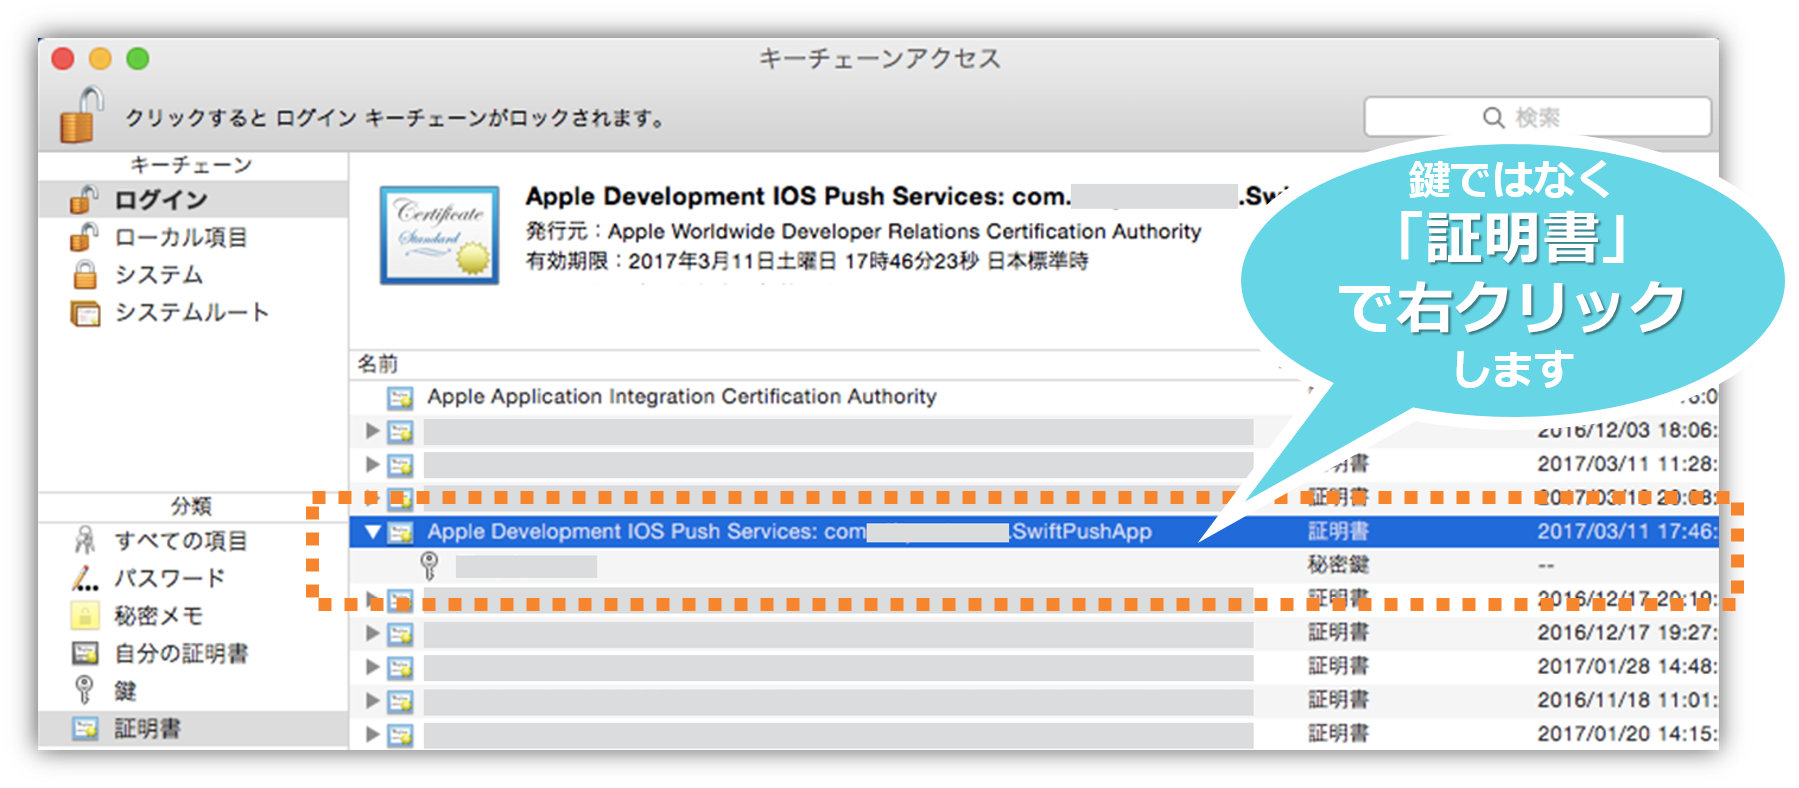 キーチェーンアクセス
クリックすると ログイン キーチェーンがロックされます。
検索
キーチェーン
ログイン
ローカル項目
システム
システムルート
Certificate
Standard
Apple Development IOS Push Services: com. .Sw
発行元：Apple Worldwide Developer Relations Certification Authority
有効期限：2017年3月11日土曜日 17時46分23秒 日本標準時
鍵ではなく
「証明書」
で右クリック
します
名前
Apple Application Integration Certification Authority
2016/12/03 18:06:
証明書 2017/03/11 11:28:
証明書
Apple Development IOS Push Services: com .SwiftPushApp 証明書 2017/03/11 17:46:
秘密鍵 --
証明書 2016/12/17 20:19:
証明書 2016/12/17 19:27:
証明書 2017/01/28 14:48:
証明書 2016/11/18 11:01:
証明書 2017/01/20 14:15:
分類
すべての項目
パスワード
秘密メモ
自分の証明書
鍵
証明書